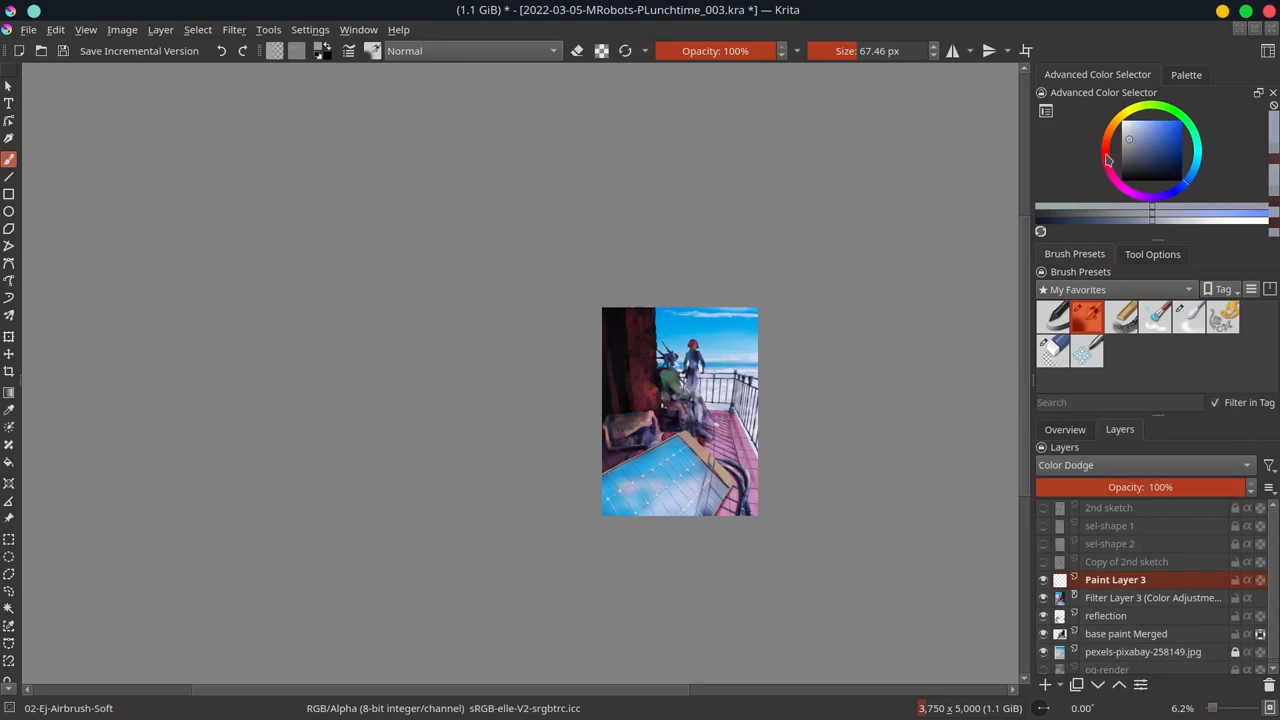 (1.1 GiB) * - [2022-03-05-MRobots-PLunchtime_003.kra *] — Krita
File Edit View Image Layer Select Filter Tools Settings Window Help
Save Incremental Version Normal Opacity: 100% Size: 67.46 px
Advanced Color Selector Palette
Advanced Color Selector
Brush Presets Tool Options
Brush Presets
★ My Favorites Tag
Search Filter in Tag
Overview Layers
Layers
Color Dodge
Opacity: 100%
2nd sketch
sel-shape 1
sel-shape 2
Copy of 2nd sketch
Paint Layer 3
Filter Layer 3 (Color Adjustme...
reflection
base paint Merged
pexels-pixabay-258149.jpg
og-render
02-Ej-Airbrush-Soft RGB/Alpha (8-bit integer/channel) sRGB-elle-V2-srgbtrc.icc 3,750 x 5,000 (1.1 GiB) 0.00° 6.2%